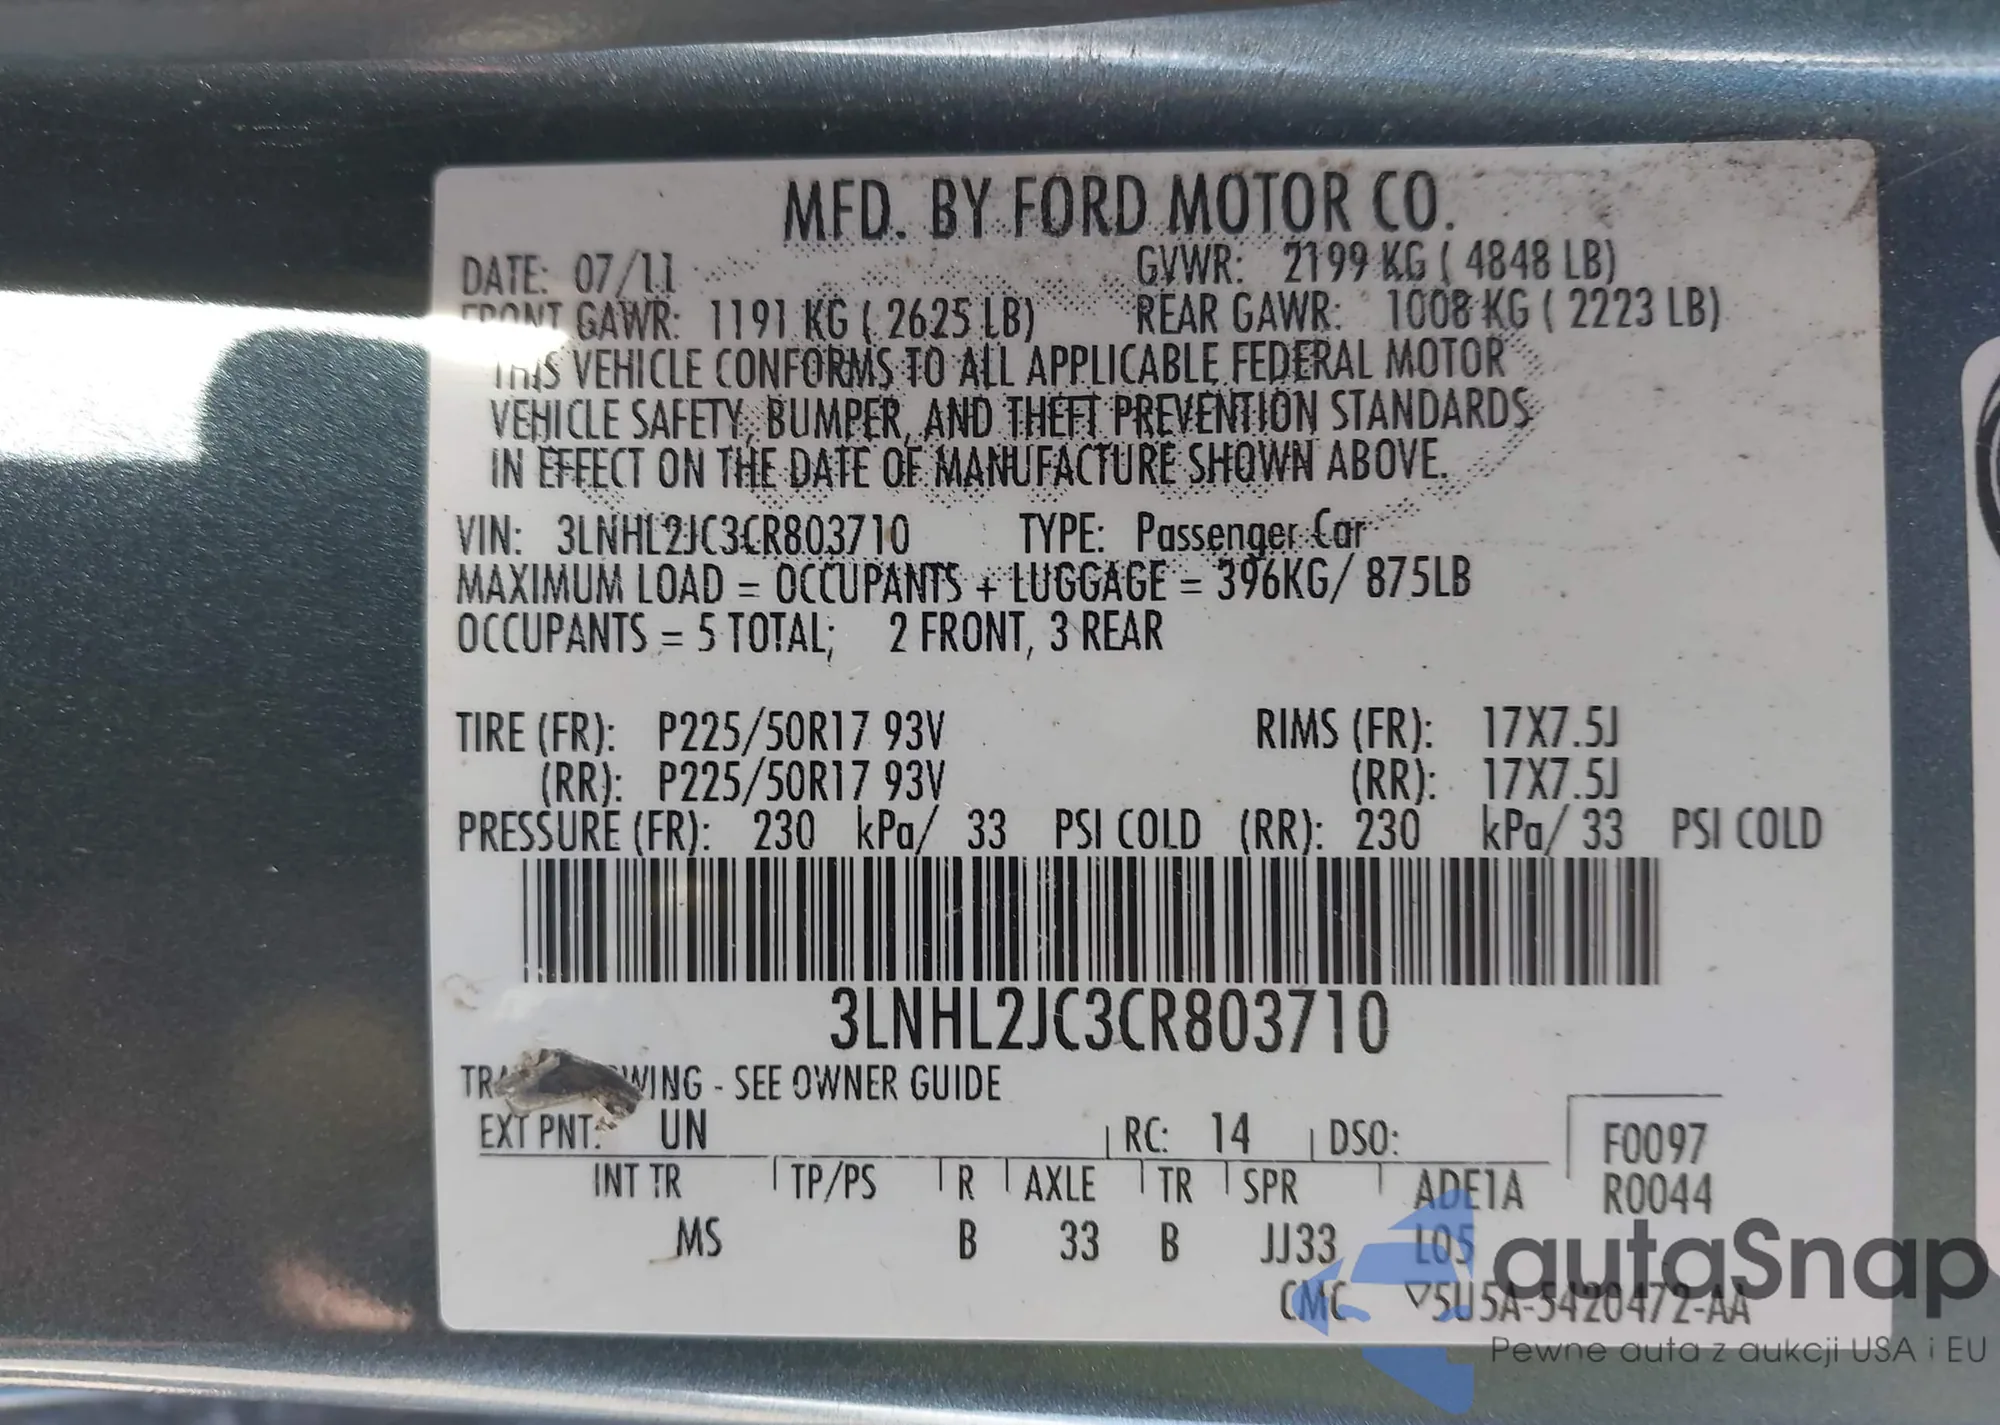 MFD. BY FORD MOTOR CO.
DATE: 07/11 GVWR: 2199 KG ( 4848 LB)
FRONT GAWR: 1191 KG ( 2625 LB) REAR GAWR: 1008 KG ( 2223 LB)
THIS VEHICLE CONFORMS TO ALL APPLICABLE FEDERAL MOTOR
VEHICLE SAFETY, BUMPER, AND THEFT PREVENTION STANDARDS
IN EFFECT ON THE DATE OF MANUFACTURE SHOWN ABOVE.
VIN: 3LNHL2JC3CR803710 TYPE: Passenger Car
MAXIMUM LOAD = OCCUPANTS + LUGGAGE = 396KG/ 875LB
OCCUPANTS = 5 TOTAL; 2 FRONT, 3 REAR
TIRE (FR): P225/50R17 93V RIMS (FR): 17X7.5J
(RR): P225/50R17 93V (RR): 17X7.5J
PRESSURE (FR): 230 kPa/ 33 PSI COLD (RR): 230 kPa/ 33 PSI COLD
3LNHL2JC3CR803710
- SEE OWNER GUIDE
EXT PNT: UN RC: 14 DSO: F0097
INT TR TP/PS R AXLE TR SPR ADE1A R0044
MS B 33 B JJ33 L05
CMC ▽5U5A-5420472-AA
autaSnap
Pewne auta z aukcji USA i EU